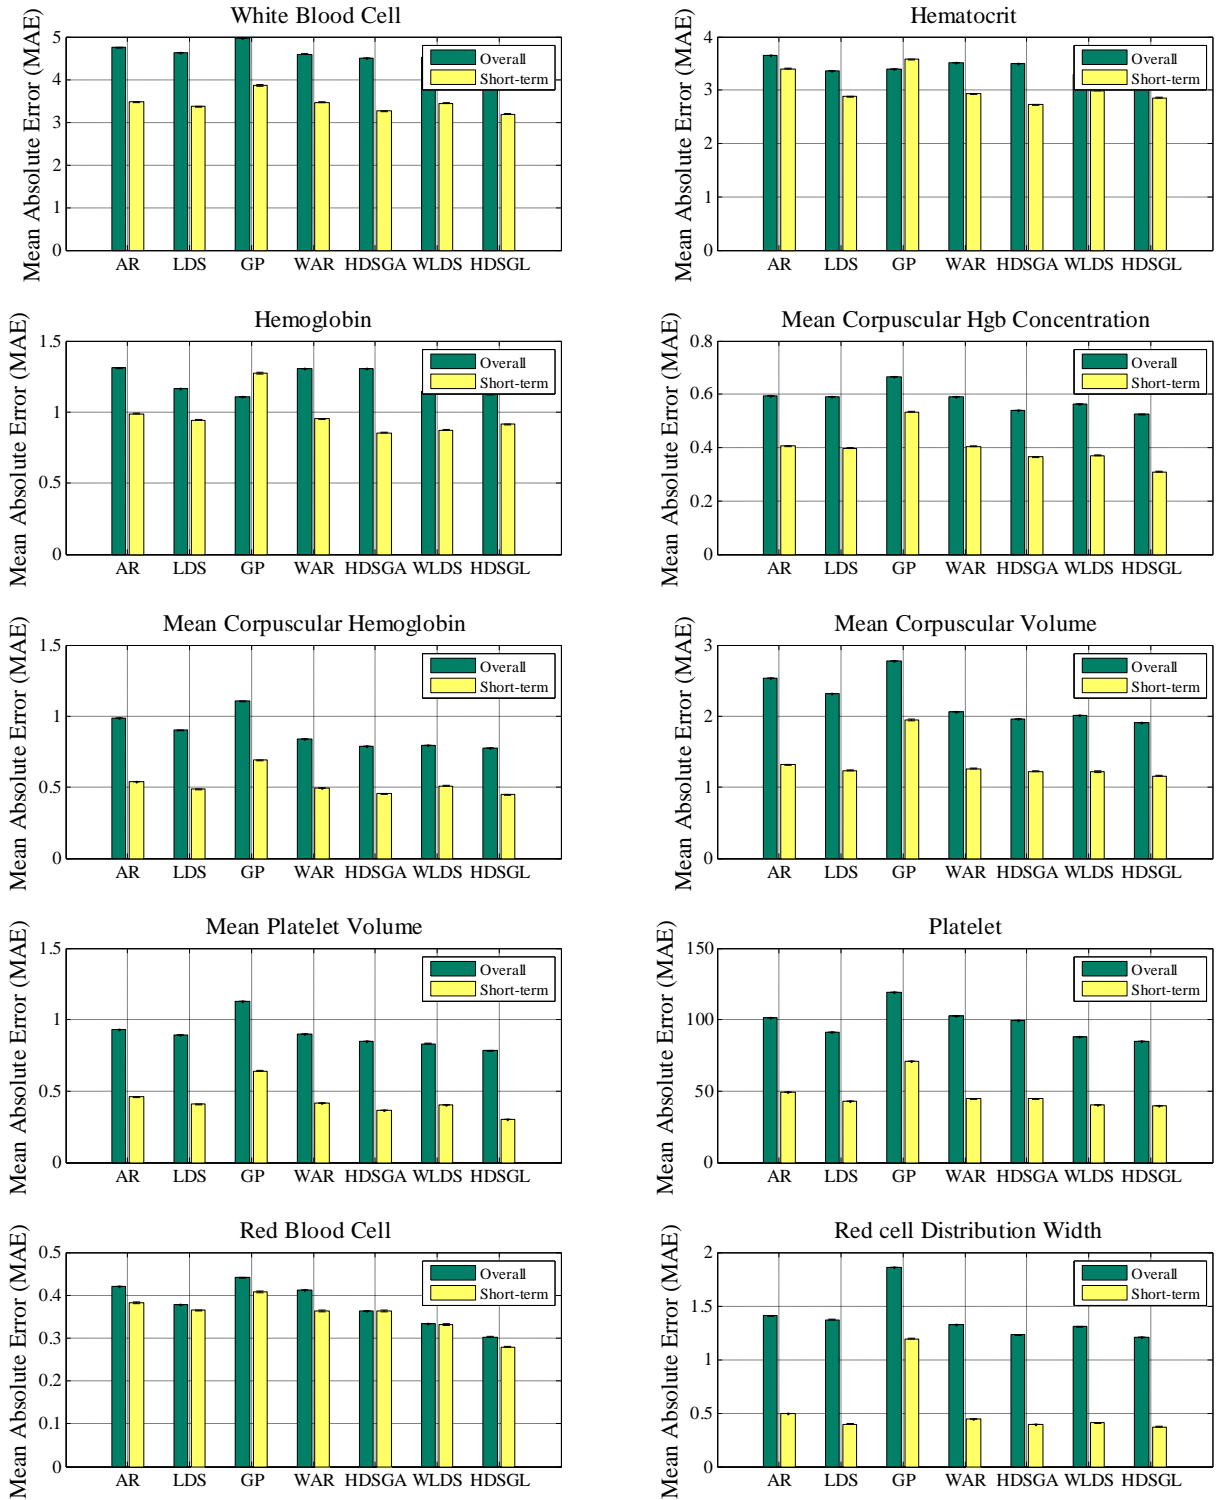 White Blood Cell
Mean Absolute Error (MAE)
5
4
3
2
1
0
Overall
Short-term
AR LDS GP WAR HDSGA WLDS HDSGL
Hematocrit
Mean Absolute Error (MAE)
4
3
2
1
0
Overall
Short-term
AR LDS GP WAR HDSGA WLDS HDSGL
Hemoglobin
Mean Absolute Error (MAE)
1.5
1
0.5
0
Overall
Short-term
AR LDS GP WAR HDSGA WLDS HDSGL
Mean Corpuscular Hgb Concentration
Mean Absolute Error (MAE)
0.8
0.6
0.4
0.2
0
Overall
Short-term
AR LDS GP WAR HDSGA WLDS HDSGL
Mean Corpuscular Hemoglobin
Mean Absolute Error (MAE)
1.5
1
0.5
0
Overall
Short-term
AR LDS GP WAR HDSGA WLDS HDSGL
Mean Corpuscular Volume
Mean Absolute Error (MAE)
3
2
1
0
Overall
Short-term
AR LDS GP WAR HDSGA WLDS HDSGL
Mean Platelet Volume
Mean Absolute Error (MAE)
1.5
1
0.5
0
Overall
Short-term
AR LDS GP WAR HDSGA WLDS HDSGL
Platelet
Mean Absolute Error (MAE)
150
100
50
0
Overall
Short-term
AR LDS GP WAR HDSGA WLDS HDSGL
Red Blood Cell
Mean Absolute Error (MAE)
0.5
0.4
0.3
0.2
0.1
0
Overall
Short-term
AR LDS GP WAR HDSGA WLDS HDSGL
Red cell Distribution Width
Mean Absolute Error (MAE)
2
1.5
1
0.5
0
Overall
Short-term
AR LDS GP WAR HDSGA WLDS HDSGL